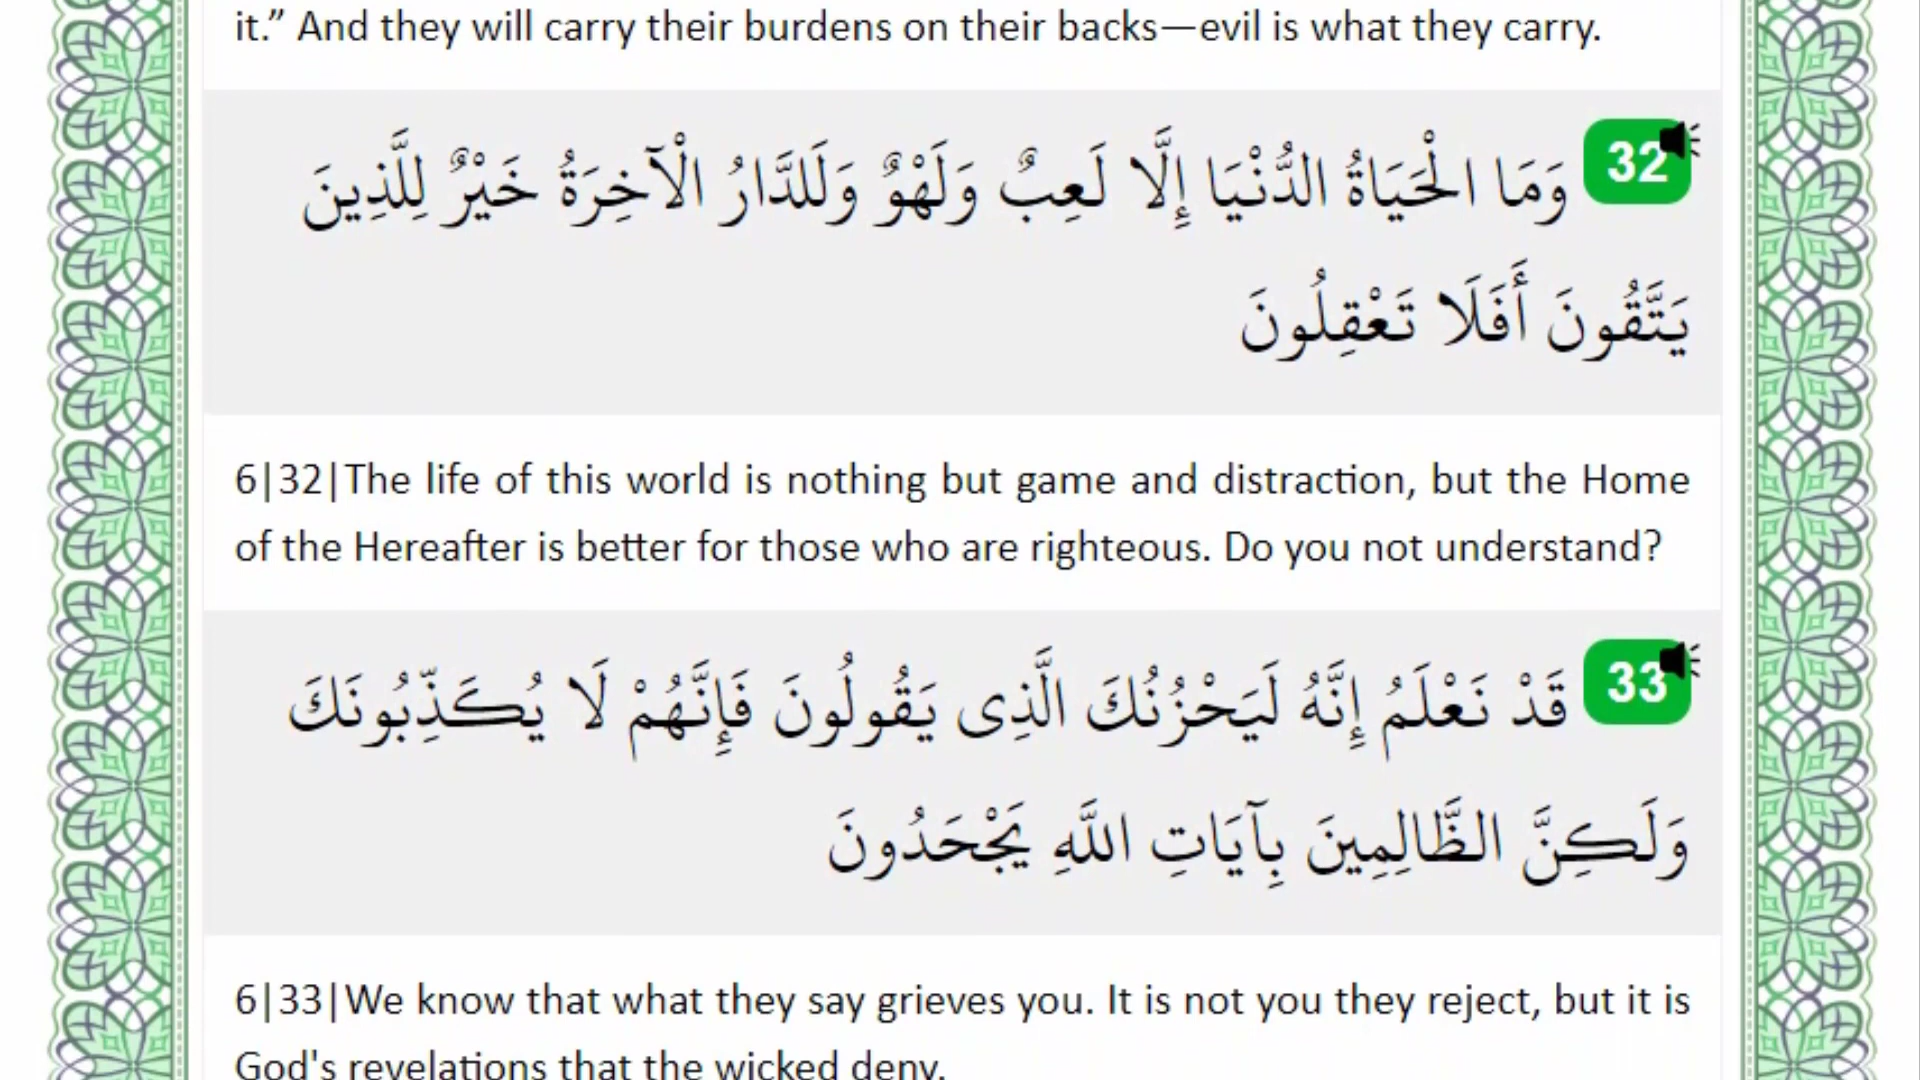 it.” And they will carry their burdens on their backs—evil is what they carry.
32 وَمَا الْحَيَاةُ الدُّنْيَا إِلَّا لَعِبٌ وَلَهْوٌ وَلَلدَّارُ الْآخِرَةُ خَيْرٌ لِلَّذِينَ
يَتَّقُونَ أَفَلَا تَعْقِلُونَ
6|32|The life of this world is nothing but game and distraction, but the Home
of the Hereafter is better for those who are righteous. Do you not understand?
33 قَدْ نَعْلَمُ إِنَّهُ لَيَحْزُنُكَ الَّذِى يَقُولُونَ فَإِنَّهُمْ لَا يُكَذِّبُونَكَ
وَلَكِنَّ الظَّالِمِينَ بِآيَاتِ اللَّهِ يَجْحَدُونَ
6|33|We know that what they say grieves you. It is not you they reject, but it is
God's revelations that the wicked deny.